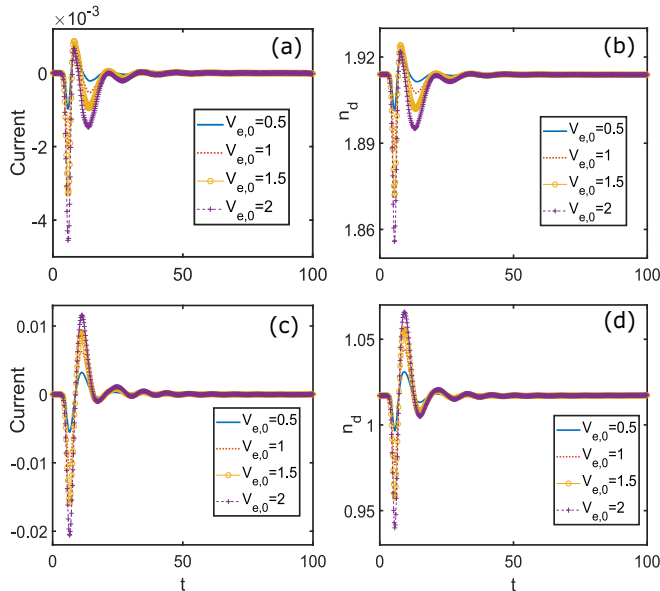 ×10⁻³
(a)
0
-2
-4
Current
V_e,0=0.5
V_e,0=1
V_e,0=1.5
V_e,0=2
0
50
100
(b)
1.92
1.89
1.86
n_d
V_e,0=0.5
V_e,0=1
V_e,0=1.5
V_e,0=2
0
50
100
(c)
0.01
0
-0.01
-0.02
Current
V_e,0=0.5
V_e,0=1
V_e,0=1.5
V_e,0=2
0
50
100
t
(d)
1.05
1
0.95
n_d
V_e,0=0.5
V_e,0=1
V_e,0=1.5
V_e,0=2
0
50
100
t